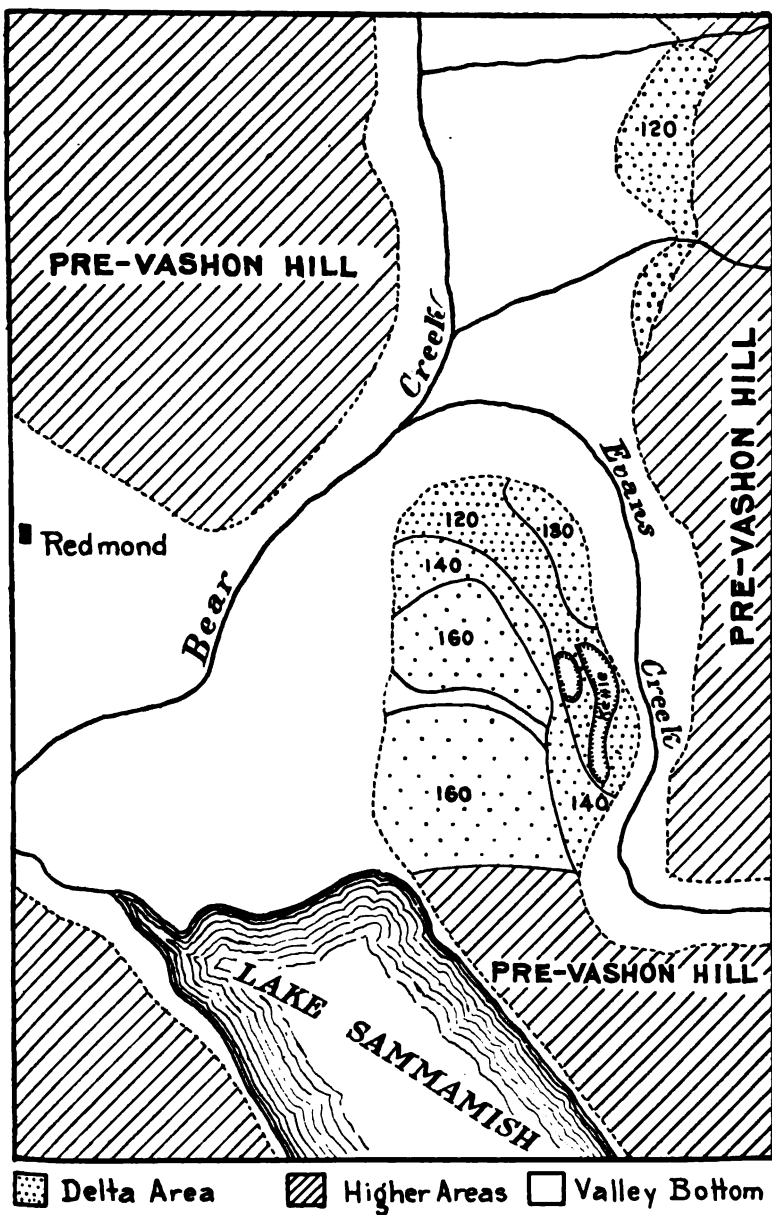 120
PRE-VASHON HILL
Creek
PRE-VASHON HILL
Evans
120
130
Redmond
140
Bear
160
Creek
160
140
PRE-VASHON HILL
LAKE SAMMAMISH
Delta Area
Higher Areas
Valley Bottom